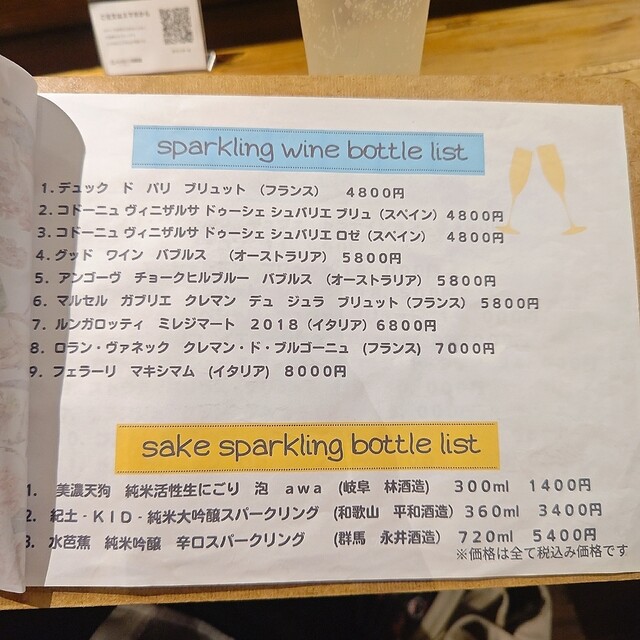 sparkling wine bottle list
1. デュック ド パリ ブリュット （フランス） 4800円
2. コドーニュ ヴィニザルサ ドゥーシェ シュバリエ ブリュ（スペイン）4800円
3. コドーニュ ヴィニザルサ ドゥーシェ シュバリエ ロゼ（スペイン） 4800円
4. グッド ワイン バブルス （オーストラリア） 5800円
5. アンゴーヴ チョークヒルブルー バブルス（オーストラリア） 5800円
6. マルセル ガブリエ クレマン デュ ジュラ ブリュット（フランス） 5800円
7. ルンガロッティ ミレジマート 2018（イタリア）6800円
8. ロラン・ヴァネック クレマン・ド・ブルゴーニュ (フランス) 7000円
9. フェラーリ マキシマム (イタリア) 8000円
sake sparkling bottle list
1. 美濃天狗 純米活性生にごり 泡 awa (岐阜 林酒造) 300ml 1400円
2. 紀土-KID-純米大吟醸スパークリング (和歌山 平和酒造) 360ml 3400円
3. 水芭蕉 純米吟醸 辛口スパークリング (群馬 永井酒造) 720ml 5400円
※価格は全て税込み価格です